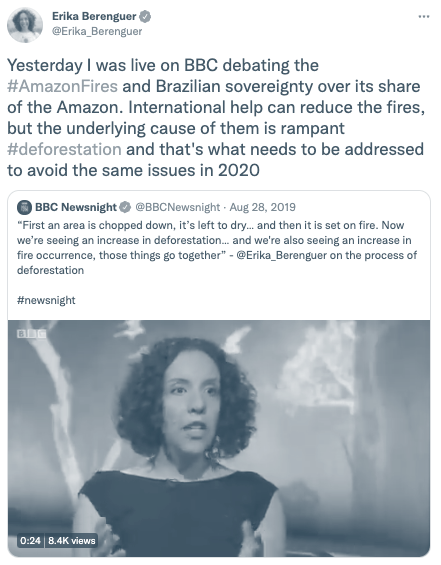 Erika Berenguer
@Erika_Berenguer
Yesterday I was live on BBC debating the
#AmazonFires and Brazilian sovereignty over its share
of the Amazon. International help can reduce the fires,
but the underlying cause of them is rampant
#deforestation and that's what needs to be addressed
to avoid the same issues in 2020
BBC Newsnight @BBCNewsnight · Aug 28, 2019
“First an area is chopped down, it’s left to dry... and then it is set on fire. Now
we’re seeing an increase in deforestation... and we're also seeing an increase in
fire occurrence, those things go together” - @Erika_Berenguer on the process of
deforestation
#newsnight
BBC
0:24 8.4K views